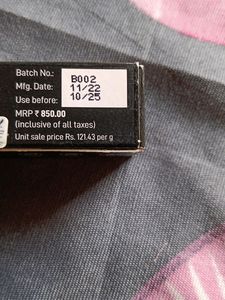 Batch No.: B002
Mfg. Date: 11/22
Use before: 10/25
MRP ₹ 850.00
(inclusive of all taxes)
Unit sale price Rs. 121.43 per g